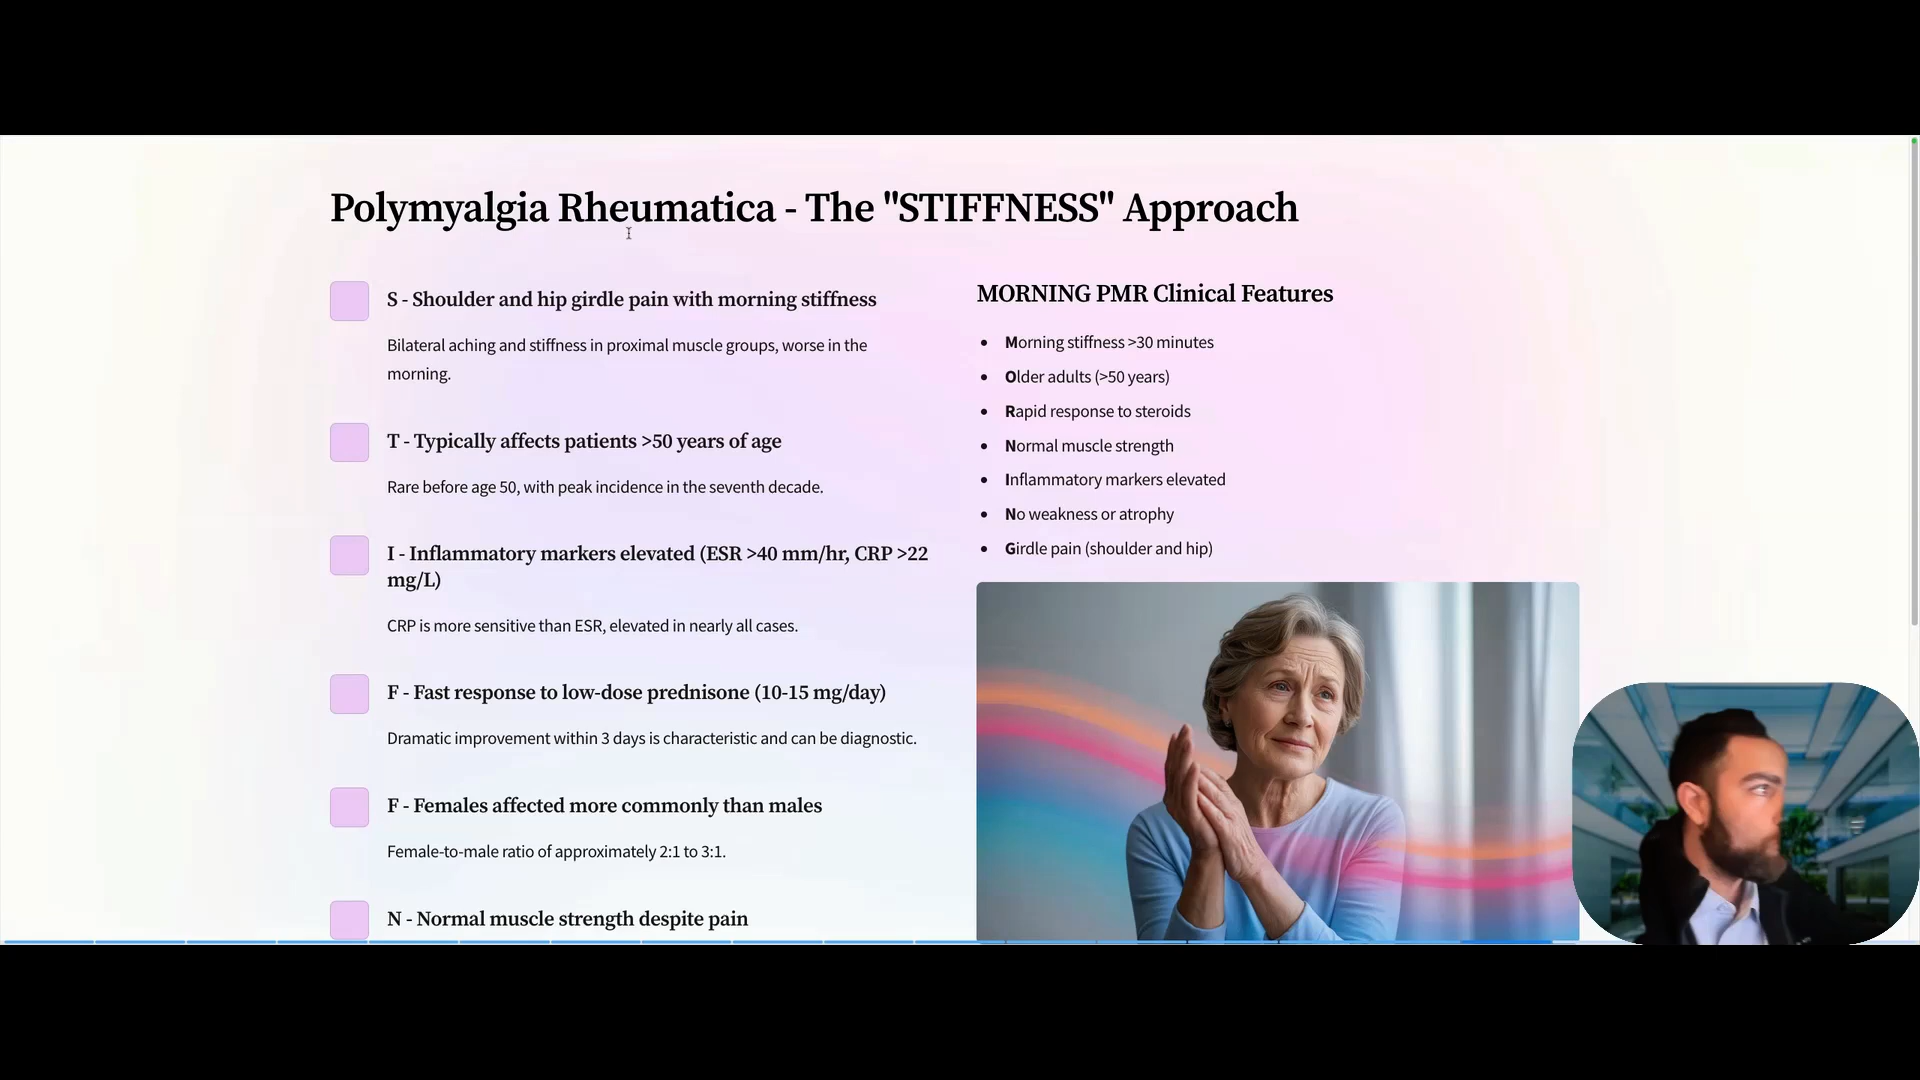 Polymyalgia Rheumatica - The "STIFFNESS" Approach
S - Shoulder and hip girdle pain with morning stiffness
Bilateral aching and stiffness in proximal muscle groups, worse in the
morning.
T - Typically affects patients >50 years of age
Rare before age 50, with peak incidence in the seventh decade.
I - Inflammatory markers elevated (ESR >40 mm/hr, CRP >22
mg/L)
CRP is more sensitive than ESR, elevated in nearly all cases.
F - Fast response to low-dose prednisone (10-15 mg/day)
Dramatic improvement within 3 days is characteristic and can be diagnostic.
F - Females affected more commonly than males
Female-to-male ratio of approximately 2:1 to 3:1.
N - Normal muscle strength despite pain
MORNING PMR Clinical Features
• Morning stiffness >30 minutes
• Older adults (>50 years)
• Rapid response to steroids
• Normal muscle strength
• Inflammatory markers elevated
• No weakness or atrophy
• Girdle pain (shoulder and hip)